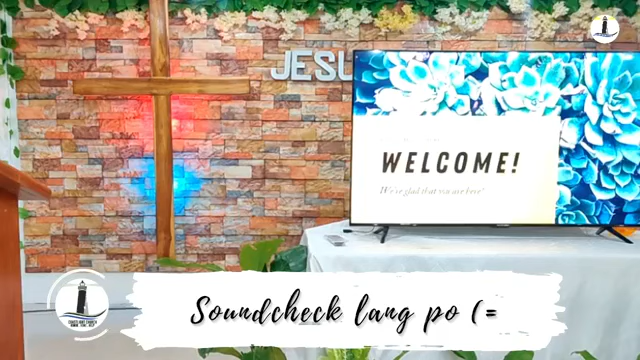 JESU
WELCOME!
We're glad that you are here!
Soundcheck lang po (=